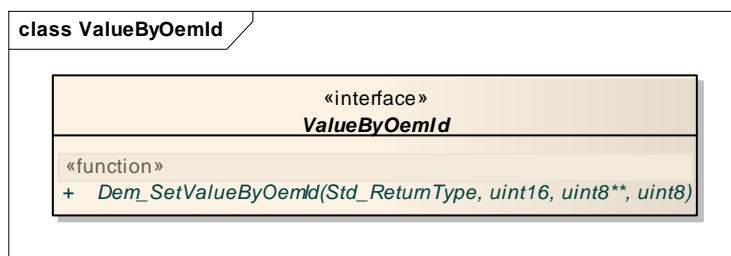 class ValueByOemId
«interface»
ValueByOemId
«function»
+ Dem_SetValueByOemId(Std_ReturnType, uint16, uint8**, uint8)